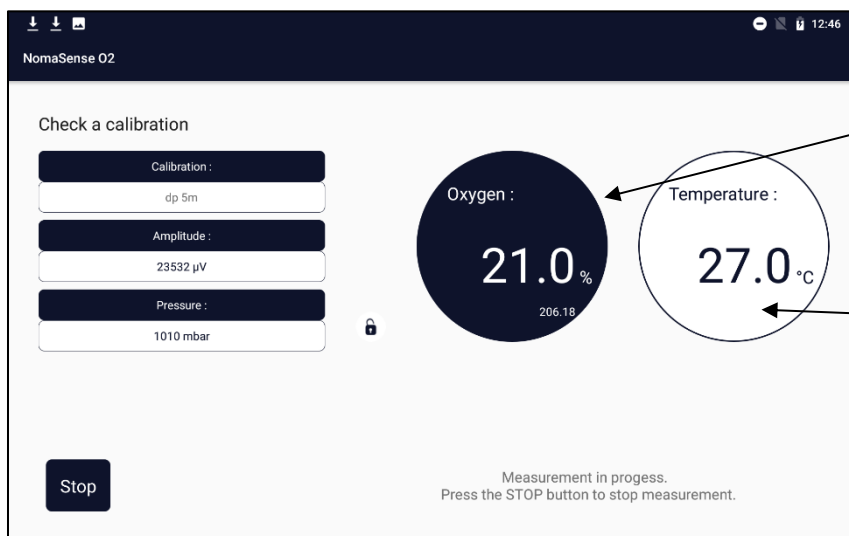 12:46
NomaSense O2
Check a calibration
Calibration :
dp 5m
Amplitude :
23532 µV
Pressure :
1010 mbar
Oxygen :
21.0 %
206.18
Temperature :
27.0 °C
Stop
Measurement in progess.
Press the STOP button to stop measurement.